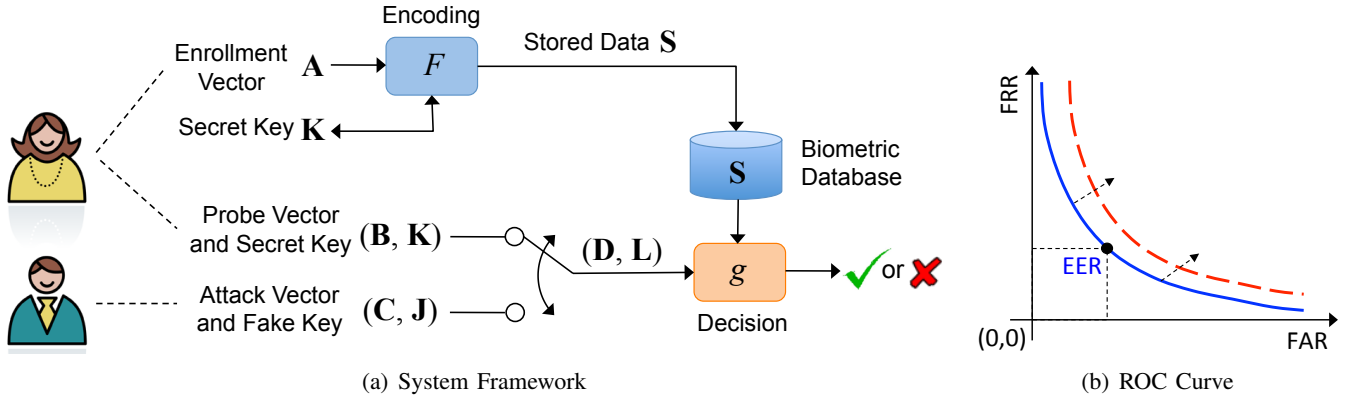 Encoding
Enrollment
Vector
A
F
Stored Data S
Secret Key K
S
Biometric
Database
Probe Vector
and Secret Key
(B, K)
(D, L)
g
or
Attack Vector
and Fake Key
(C, J)
Decision
(a) System Framework
FRR
EER
(0,0)
FAR
(b) ROC Curve